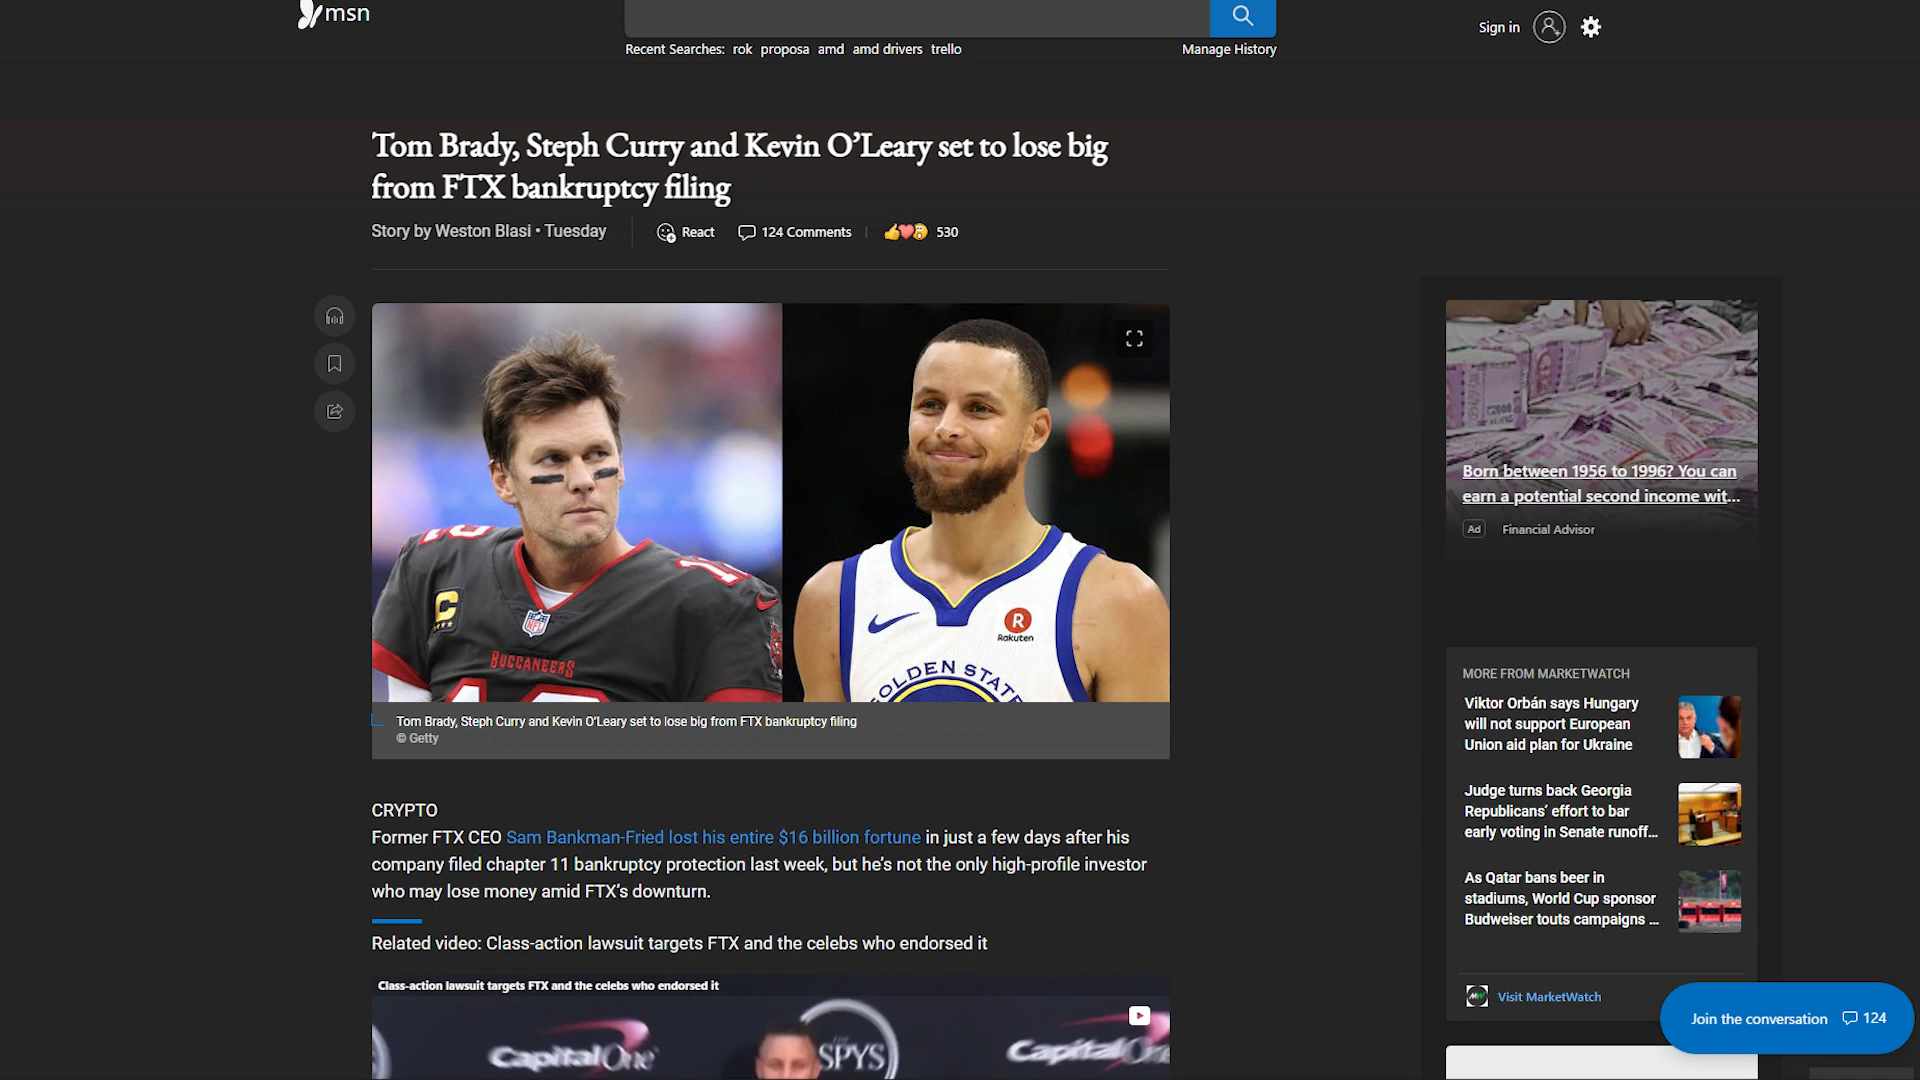 msn
Sign in
Recent Searches: rok proposa amd amd drivers trello
Manage History
Tom Brady, Steph Curry and Kevin O’Leary set to lose big
from FTX bankruptcy filing
Story by Weston Blasi • Tuesday
React
124 Comments
530
C
NFL
BUCCANEERS
R
Rakuten
OLDEN STAT
Tom Brady, Steph Curry and Kevin O’Leary set to lose big from FTX bankruptcy filing
© Getty
CRYPTO
Former FTX CEO Sam Bankman-Fried lost his entire $16 billion fortune in just a few days after his
company filed chapter 11 bankruptcy protection last week, but he’s not the only high-profile investor
who may lose money amid FTX’s downturn.
Related video: Class-action lawsuit targets FTX and the celebs who endorsed it
Class-action lawsuit targets FTX and the celebs who endorsed it
Capital One
SPYS
Capital
Born between 1956 to 1996? You can
earn a potential second income wit...
Ad
Financial Advisor
MORE FROM MARKETWATCH
Viktor Orbán says Hungary
will not support European
Union aid plan for Ukraine
Judge turns back Georgia
Republicans’ effort to bar
early voting in Senate runoff...
As Qatar bans beer in
stadiums, World Cup sponsor
Budweiser touts campaigns ...
MW
Visit MarketWatch
Join the conversation
124